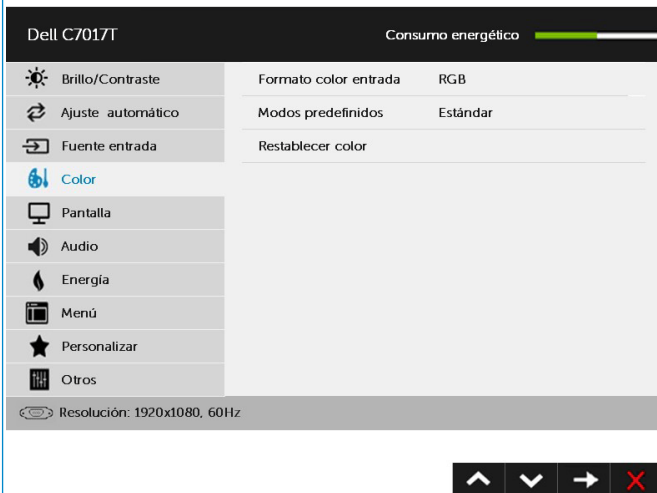 Dell C7017T Consumo energético
Brillo/Contraste Formato color entrada RGB
Ajuste automático Modos predefinidos Estándar
Fuente entrada Restablecer color
Color
Pantalla
Audio
Energía
Menú
Personalizar
Otros
Resolución: 1920x1080, 60Hz